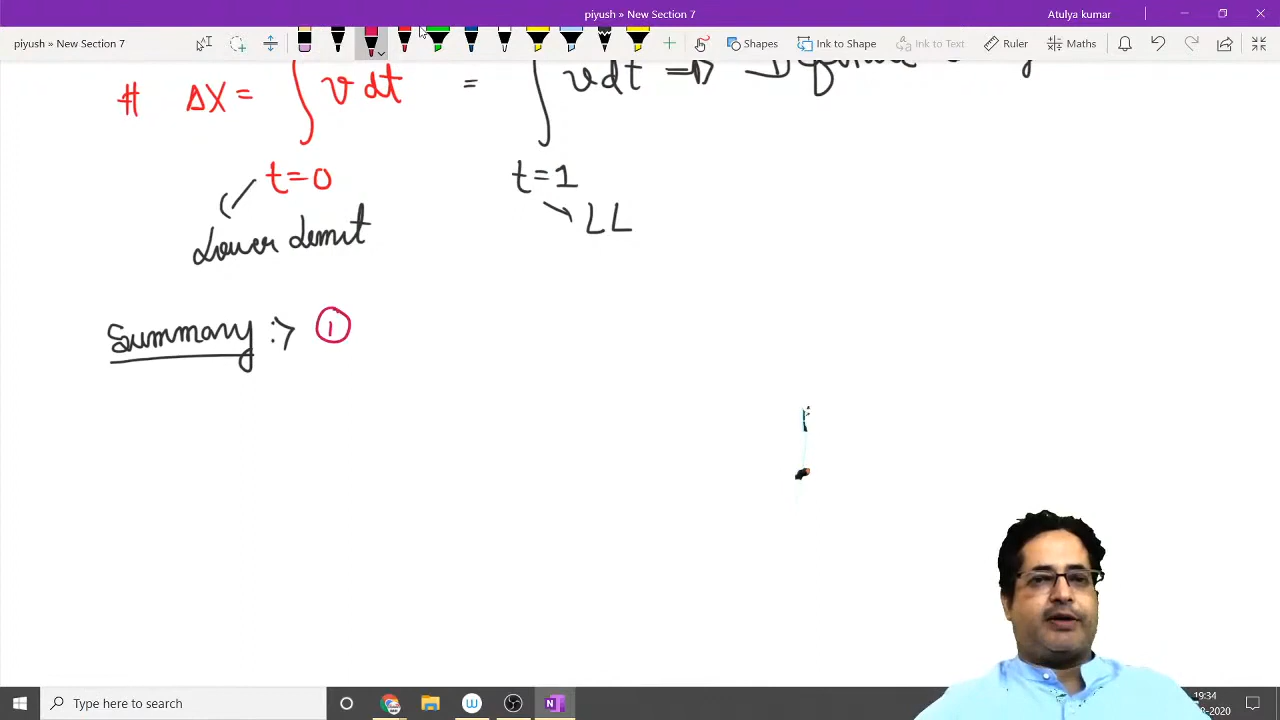 piyush » New Section 7
Atulya kumar
piyush » New Section 7
Shapes
Ink to Shape
Ink to Text
Ruler
# ΔX = ∫ v dt = ∫ v dt ⇒
t=0
t=1
Lower Limit
LL
Summary :> ①
Type here to search
19:34
-2020